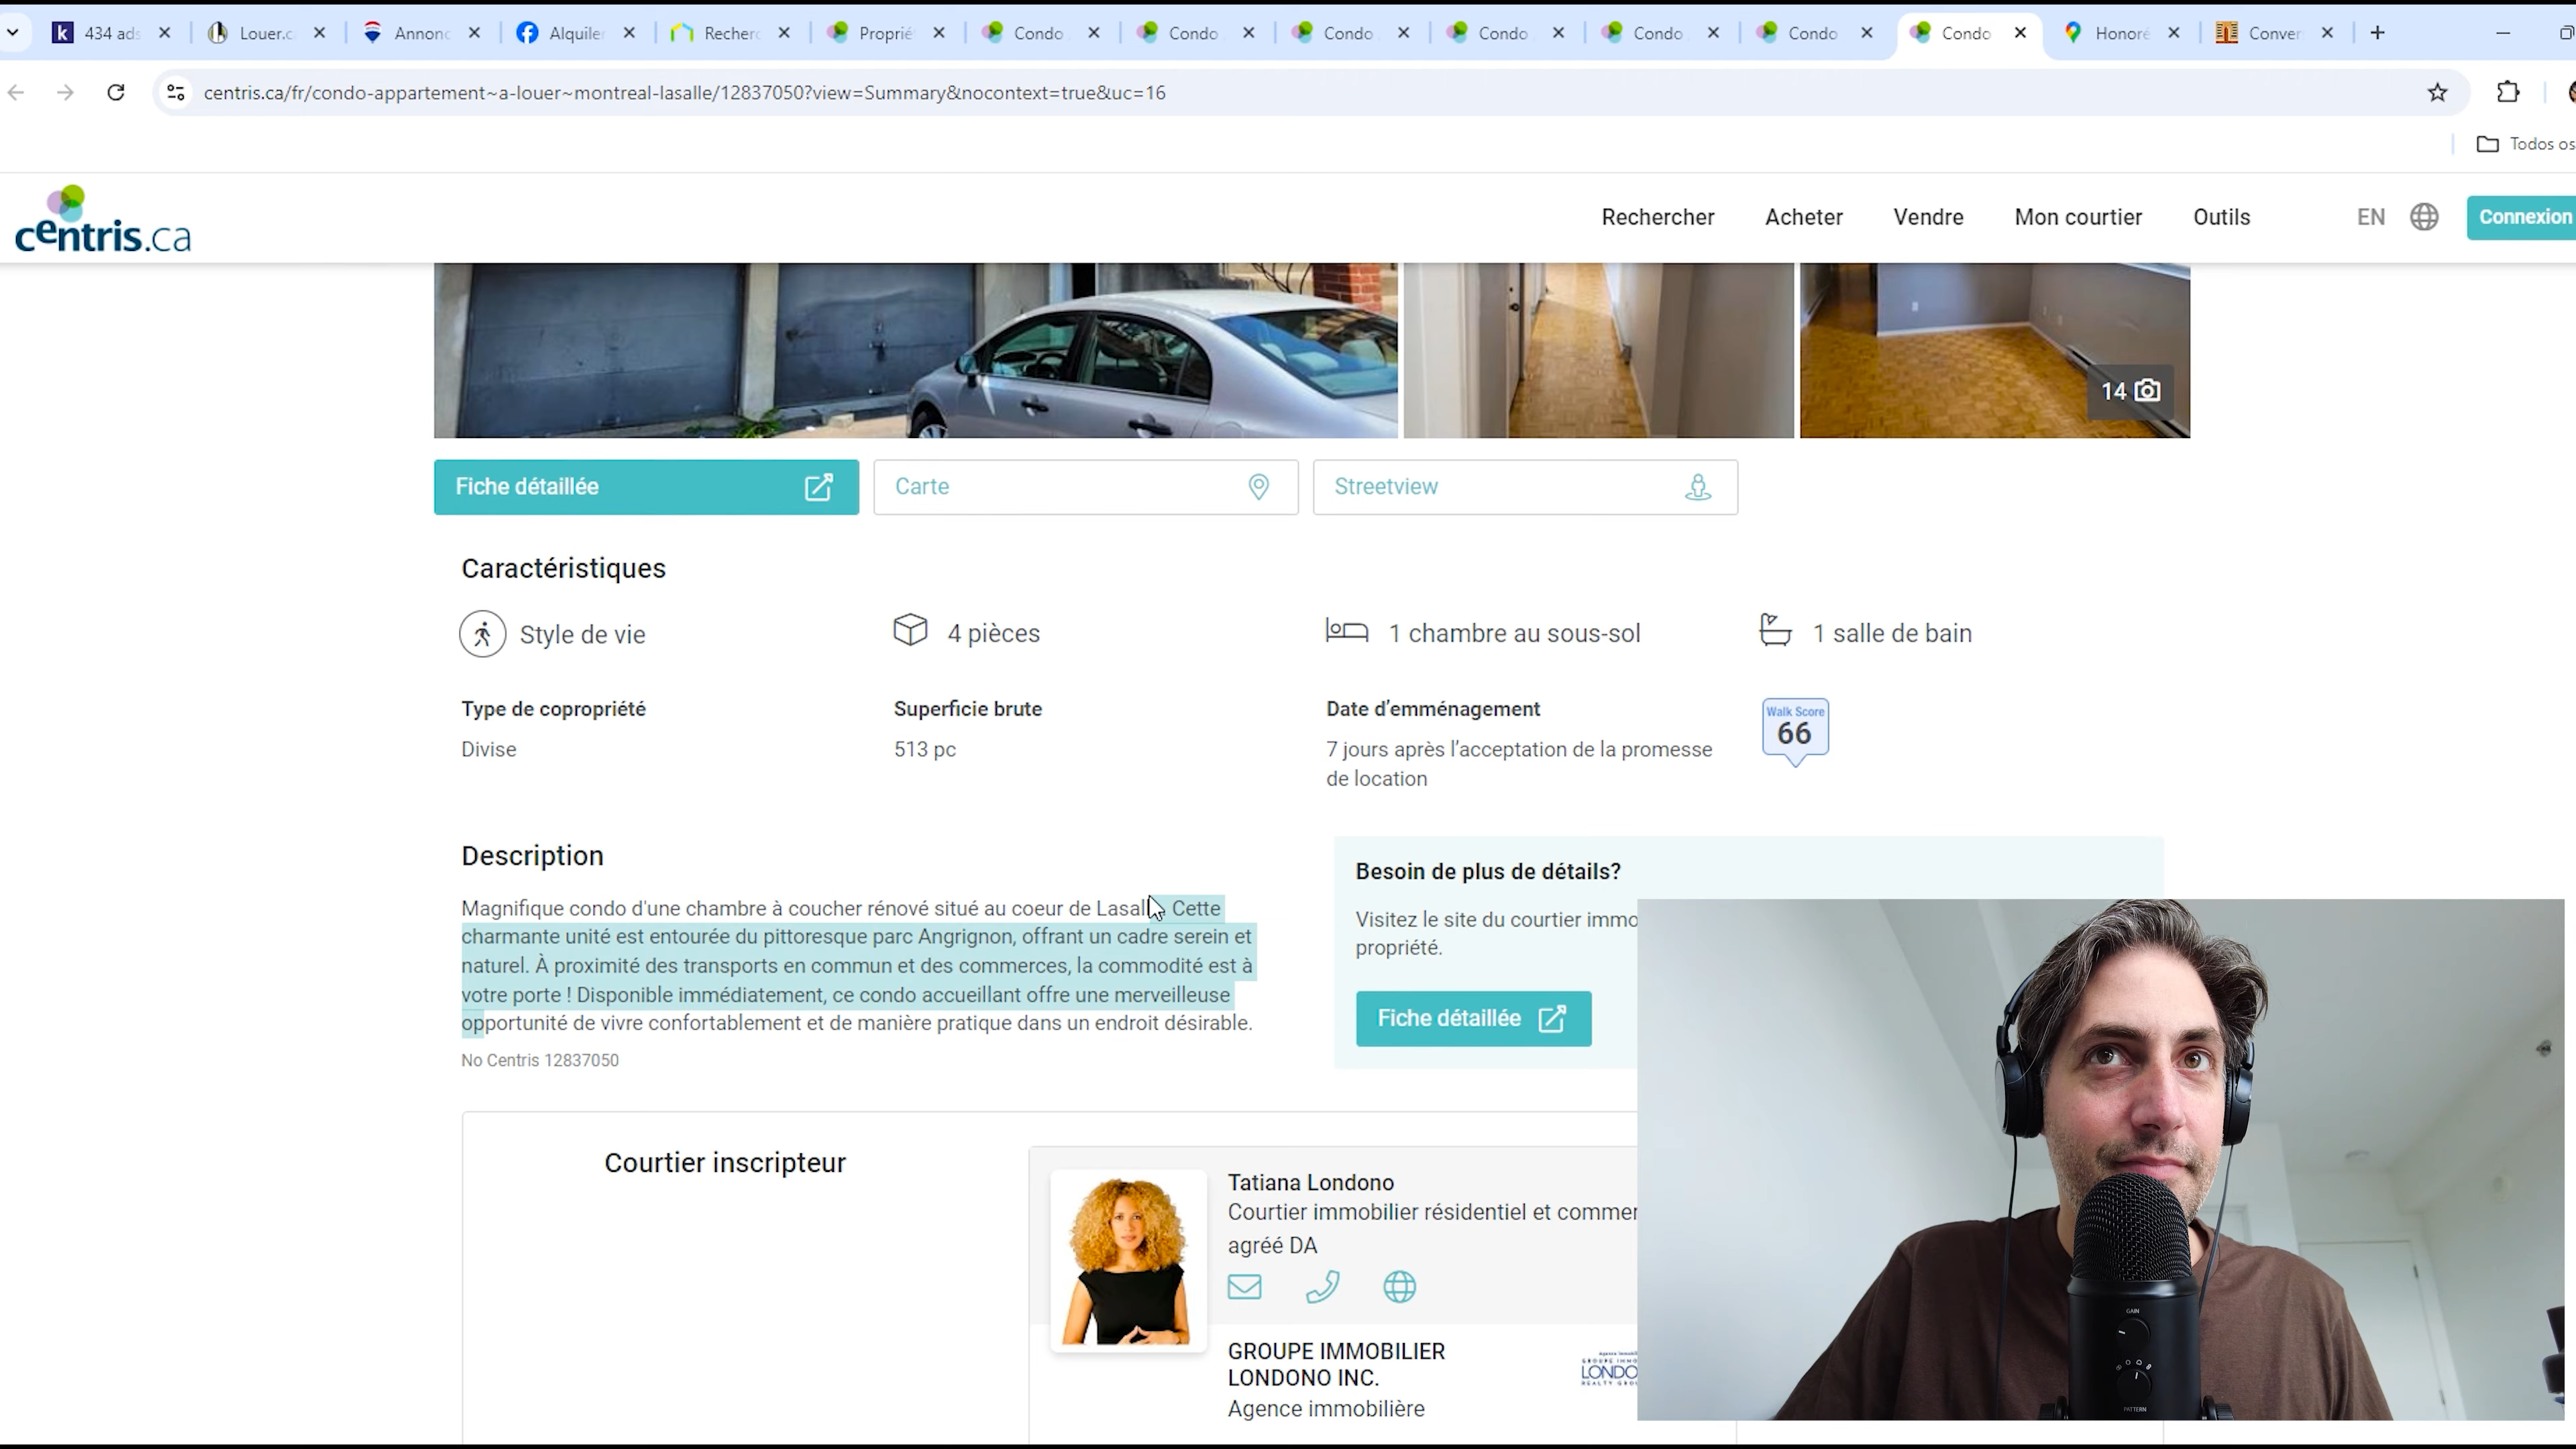 434 ads
Louer.c
Annonc
Alquiler
Recherc
Proprié
Condo
Condo
Condo
Condo
Condo
Condo
Condo
Honoré
Conver
centris.ca/fr/condo-appartement~a-louer~montreal-lasalle/12837050?view=Summary&nocontext=true&uc=16
Todos os
centris.ca
Rechercher
Acheter
Vendre
Mon courtier
Outils
EN
Connexion
14
Fiche détaillée
Carte
Streetview
Caractéristiques
Style de vie
4 pièces
1 chambre au sous-sol
1 salle de bain
Type de copropriété
Divise
Superficie brute
513 pc
Date d'emménagement
7 jours après l'acceptation de la promesse
de location
Walk Score
66
Description
Magnifique condo d'une chambre à coucher rénové situé au coeur de Lasall Cette
charmante unité est entourée du pittoresque parc Angrignon, offrant un cadre serein et
naturel. À proximité des transports en commun et des commerces, la commodité est à
votre porte ! Disponible immédiatement, ce condo accueillant offre une merveilleuse
opportunité de vivre confortablement et de manière pratique dans un endroit désirable.
No Centris 12837050
Besoin de plus de détails?
Visitez le site du courtier immo
propriété.
Fiche détaillée
Courtier inscripteur
Tatiana Londono
Courtier immobilier résidentiel et commer
agréé DA
GROUPE IMMOBILIER
LONDONO INC.
Agence immobilière
LONDO
GAIN
PATTERN